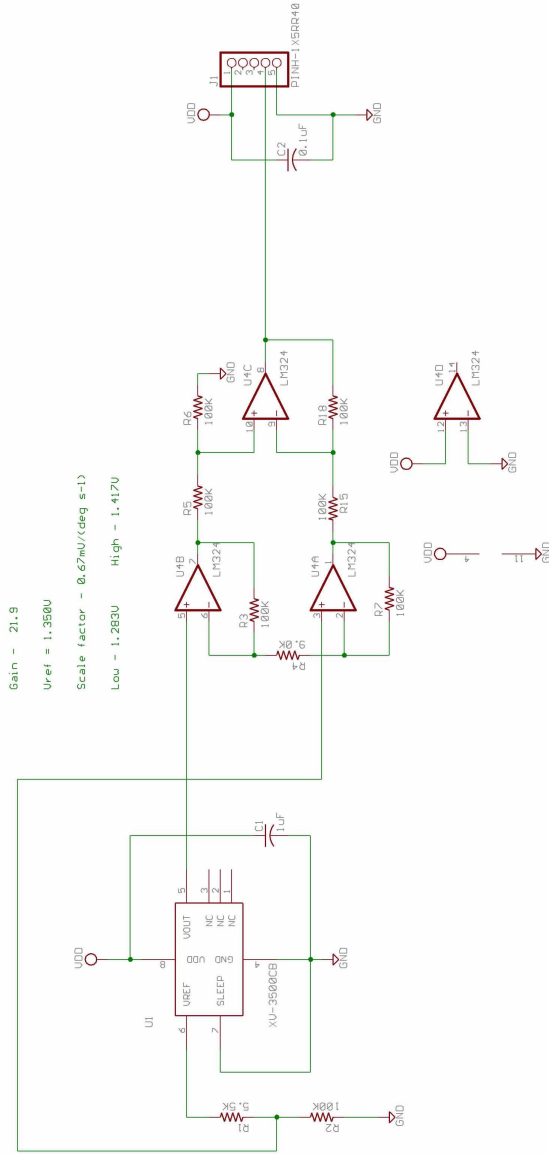 Gain - 21.9
Vref = 1.350V
Scale factor - 0.67mV/(deg s-1)
Low - 1.283V High - 1.417V
VDD
J1
1
2
3
4
5
PINH-1X5RR40
C2
0.1uF
GND
R6
100K
GND
R5
100K
U4C
10
9
8
LM324
R18
100K
R15
100K
U4B
5
6
7
LM324
R3
100K
R4
9.0K
U4A
3
2
1
LM324
R7
100K
VDD
U4D
12
13
14
LM324
GND
VDD
4
11
GND
VDD
U1
8
6
VREF
VDD
VOUT
5
7
SLEEP
GND
NC
3
NC
2
NC
1
4
XV-3500CB
C1
1uF
GND
R1
5.5K
R2
100K
GND